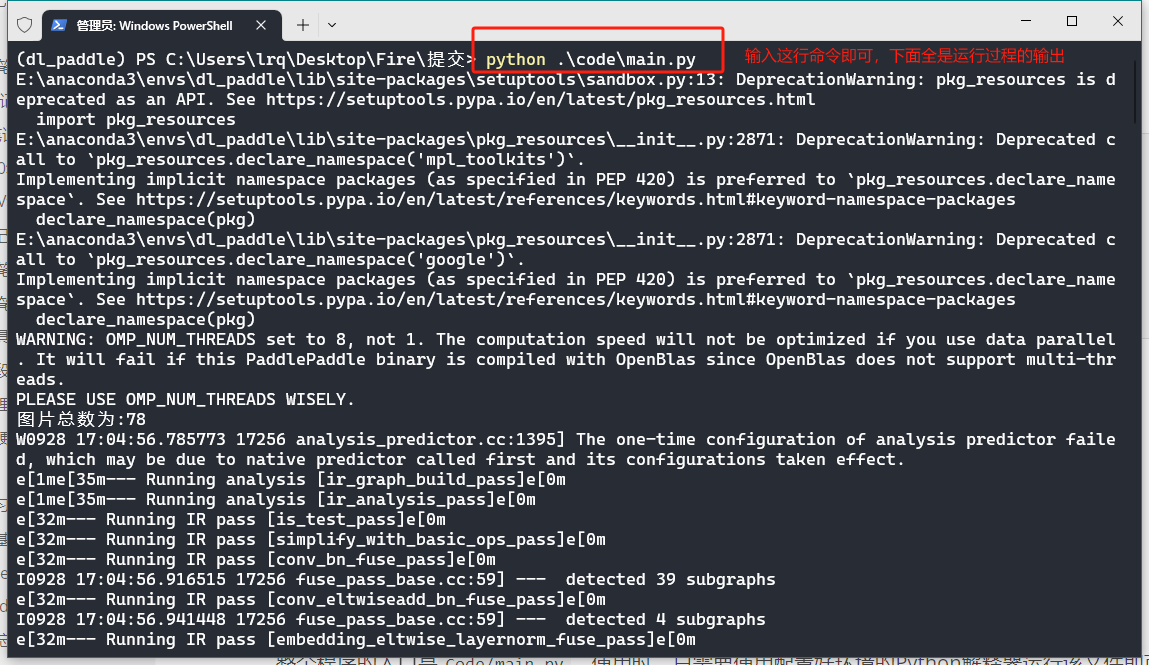 管理员: Windows PowerShell
(dl_paddle) PS C:\Users\lrq\Desktop\Fire\提交> python .\code\main.py
输入这行命令即可，下面全是运行过程的输出
E:\anaconda3\envs\dl_paddle\lib\site-packages\setuptools\sandbox.py:13: DeprecationWarning: pkg_resources is d
eprecated as an API. See https://setuptools.pypa.io/en/latest/pkg_resources.html
  import pkg_resources
E:\anaconda3\envs\dl_paddle\lib\site-packages\pkg_resources\__init__.py:2871: DeprecationWarning: Deprecated c
all to `pkg_resources.declare_namespace('mpl_toolkits')`.
Implementing implicit namespace packages (as specified in PEP 420) is preferred to `pkg_resources.declare_name
space`. See https://setuptools.pypa.io/en/latest/references/keywords.html#keyword-namespace-packages
  declare_namespace(pkg)
E:\anaconda3\envs\dl_paddle\lib\site-packages\pkg_resources\__init__.py:2871: DeprecationWarning: Deprecated c
all to `pkg_resources.declare_namespace('google')`.
Implementing implicit namespace packages (as specified in PEP 420) is preferred to `pkg_resources.declare_name
space`. See https://setuptools.pypa.io/en/latest/references/keywords.html#keyword-namespace-packages
  declare_namespace(pkg)
WARNING: OMP_NUM_THREADS set to 8, not 1. The computation speed will not be optimized if you use data parallel
. It will fail if this PaddlePaddle binary is compiled with OpenBlas since OpenBlas does not support multi-thr
eads.
PLEASE USE OMP_NUM_THREADS WISELY.
图片总数为:78
W0928 17:04:56.785773 17256 analysis_predictor.cc:1395] The one-time configuration of analysis predictor faile
d, which may be due to native predictor called first and its configurations taken effect.
e[1me[35m--- Running analysis [ir_graph_build_pass]e[0m
e[1me[35m--- Running analysis [ir_analysis_pass]e[0m
e[32m--- Running IR pass [is_test_pass]e[0m
e[32m--- Running IR pass [simplify_with_basic_ops_pass]e[0m
e[32m--- Running IR pass [conv_bn_fuse_pass]e[0m
I0928 17:04:56.916515 17256 fuse_pass_base.cc:59] ---  detected 39 subgraphs
e[32m--- Running IR pass [conv_eltwiseadd_bn_fuse_pass]e[0m
I0928 17:04:56.941448 17256 fuse_pass_base.cc:59] ---  detected 4 subgraphs
e[32m--- Running IR pass [embedding_eltwise_layernorm_fuse_pass]e[0m